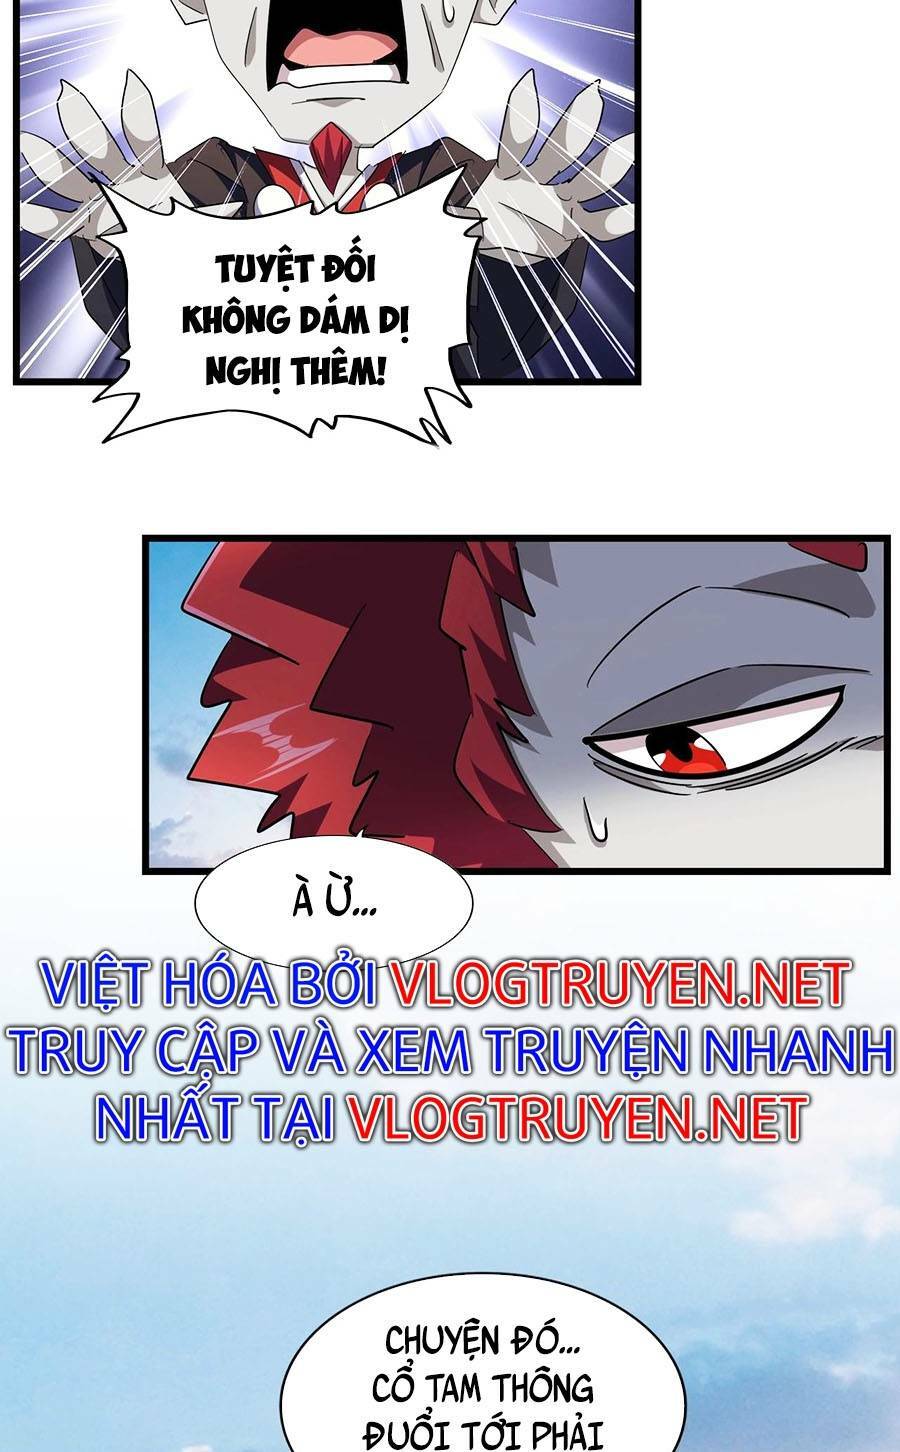 TUYỆT ĐỐI
KHÔNG DÁM DỊ
NGHỊ THÊM!
À Ừ...
VIỆT HÓA BỞI VLOGTRUYEN.NET
TRUY CẬP VÀ XEM TRUYỆN NHANH
NHẤT TẠI VLOGTRUYEN.NET
CHUYỆN ĐÓ...
CỔ TAM THÔNG
ĐUỔI TỚI PHẢI